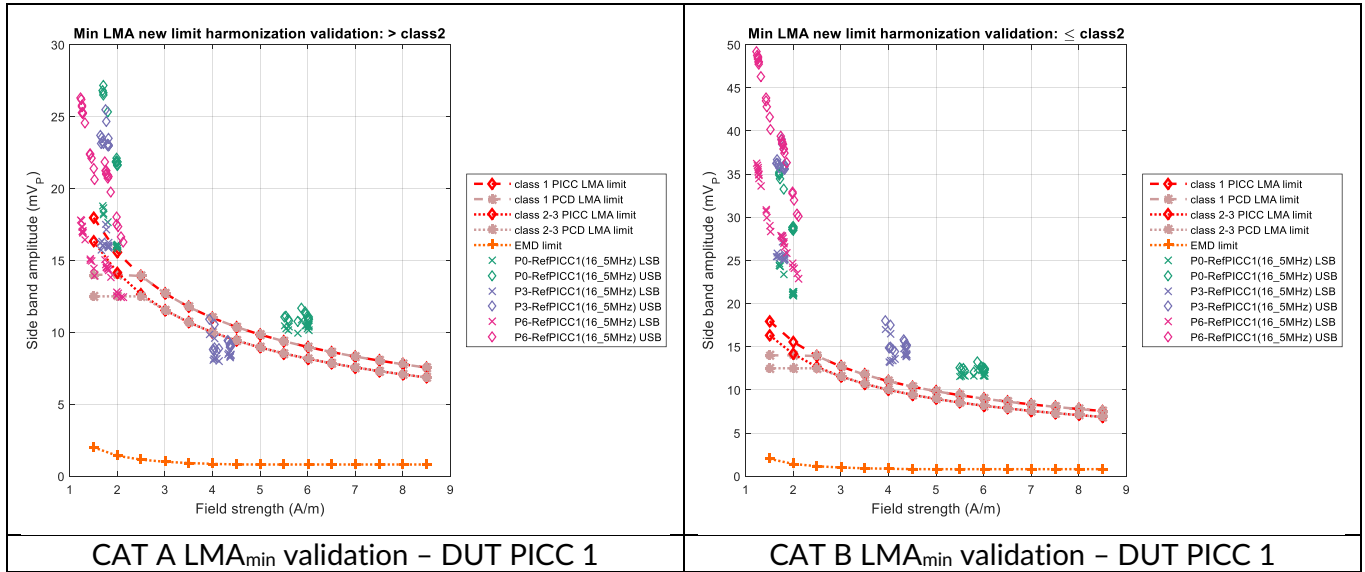 Min LMA new limit harmonization validation: > class2
30
25
20
15
10
5
0
Side band amplitude (mVP)
1 2 3 4 5 6 7 8 9
Field strength (A/m)
class 1 PICC LMA limit
class 1 PCD LMA limit
class 2-3 PICC LMA limit
class 2-3 PCD LMA limit
EMD limit
P0-RefPICC1(16_5MHz) LSB
P0-RefPICC1(16_5MHz) USB
P3-RefPICC1(16_5MHz) LSB
P3-RefPICC1(16_5MHz) USB
P6-RefPICC1(16_5MHz) LSB
P6-RefPICC1(16_5MHz) USB
CAT A LMAmin validation – DUT PICC 1
Min LMA new limit harmonization validation: ≤ class2
50
45
40
35
30
25
20
15
10
5
0
Side band amplitude (mVP)
1 2 3 4 5 6 7 8 9
Field strength (A/m)
class 1 PICC LMA limit
class 1 PCD LMA limit
class 2-3 PICC LMA limit
class 2-3 PCD LMA limit
EMD limit
P0-RefPICC1(16_5MHz) LSB
P0-RefPICC1(16_5MHz) USB
P3-RefPICC1(16_5MHz) LSB
P3-RefPICC1(16_5MHz) USB
P6-RefPICC1(16_5MHz) LSB
P6-RefPICC1(16_5MHz) USB
CAT B LMAmin validation – DUT PICC 1